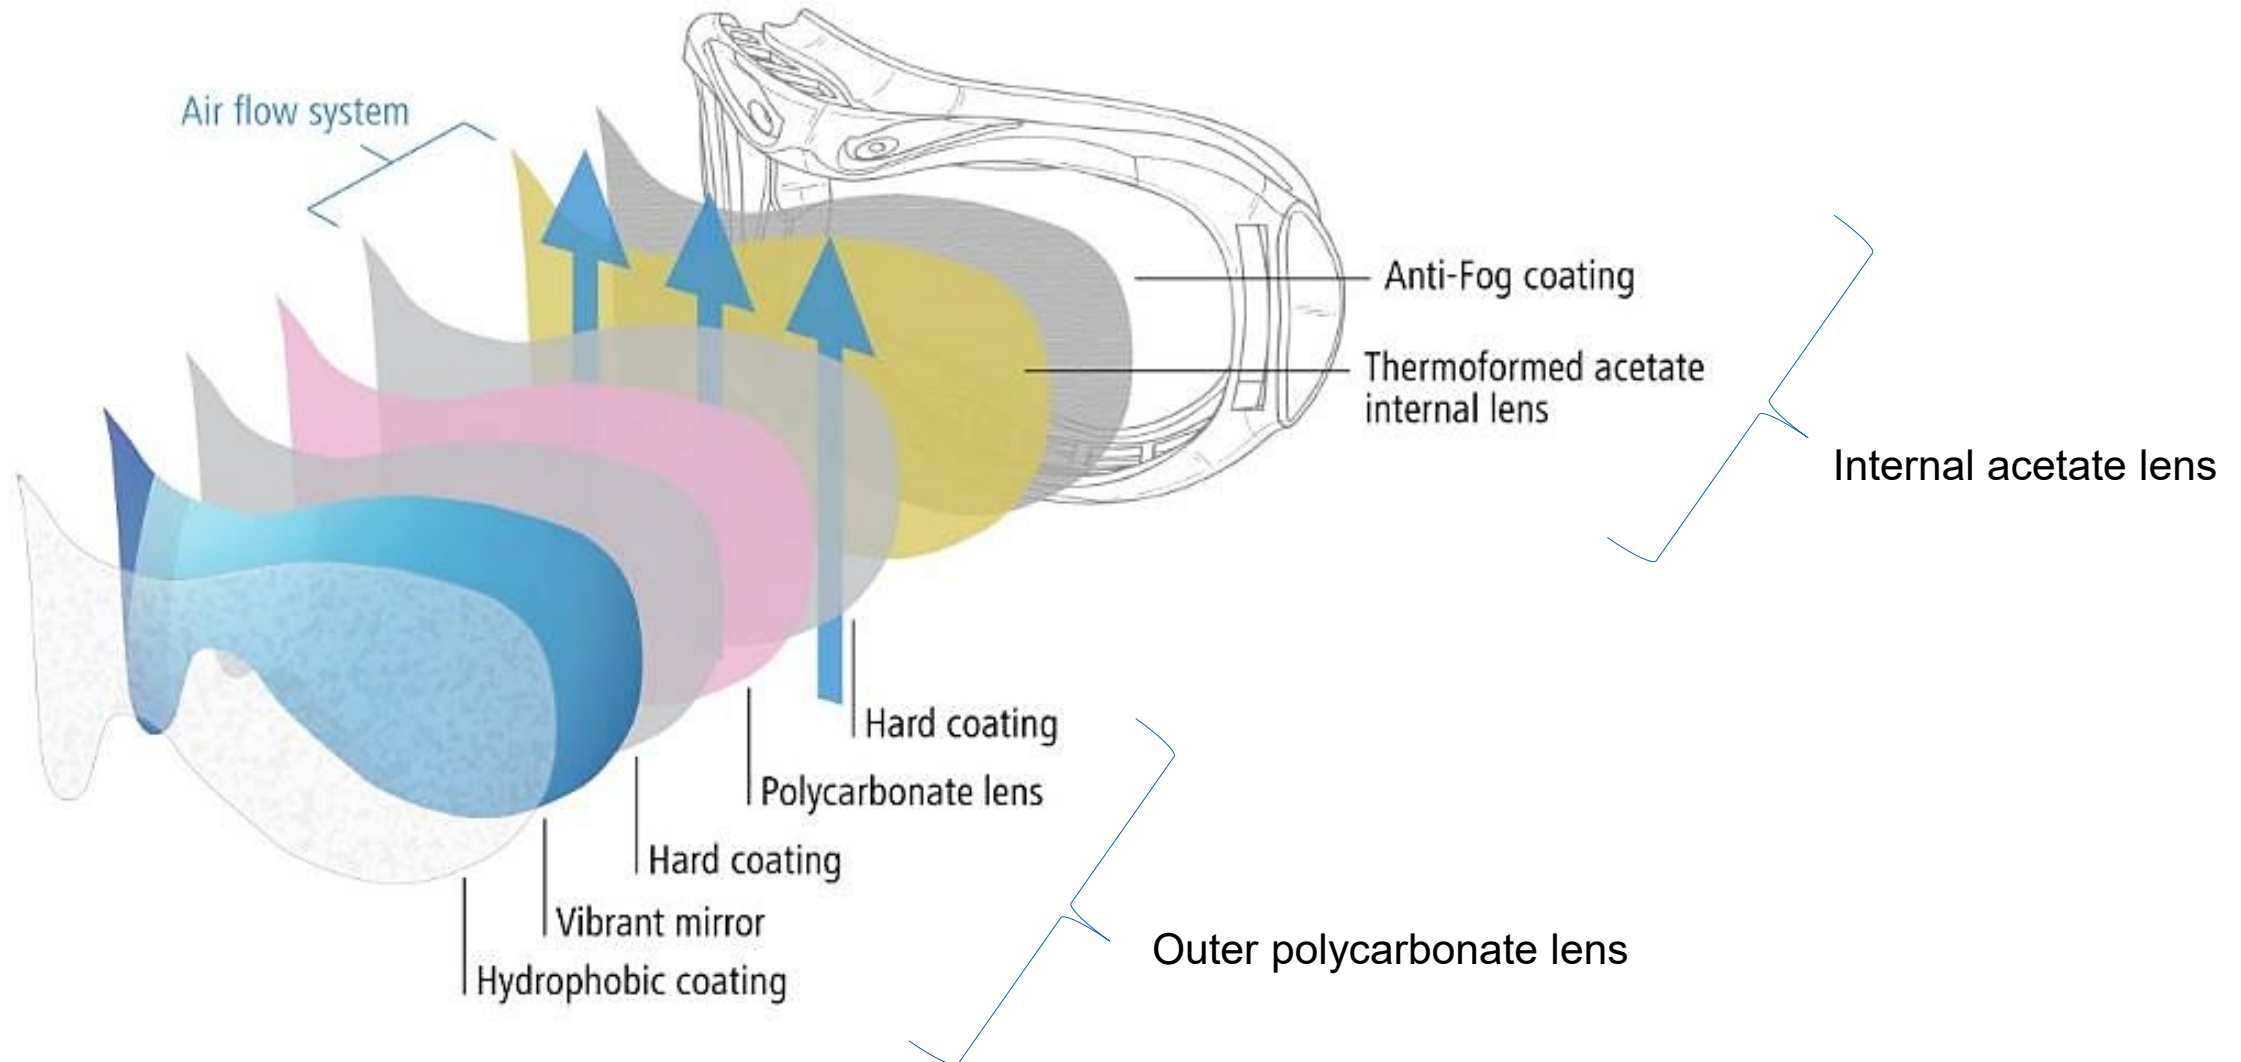 Air flow system
Anti-Fog coating
Thermoformed acetate
internal lens
Internal acetate lens
Hard coating
Polycarbonate lens
Hard coating
Vibrant mirror
Hydrophobic coating
Outer polycarbonate lens